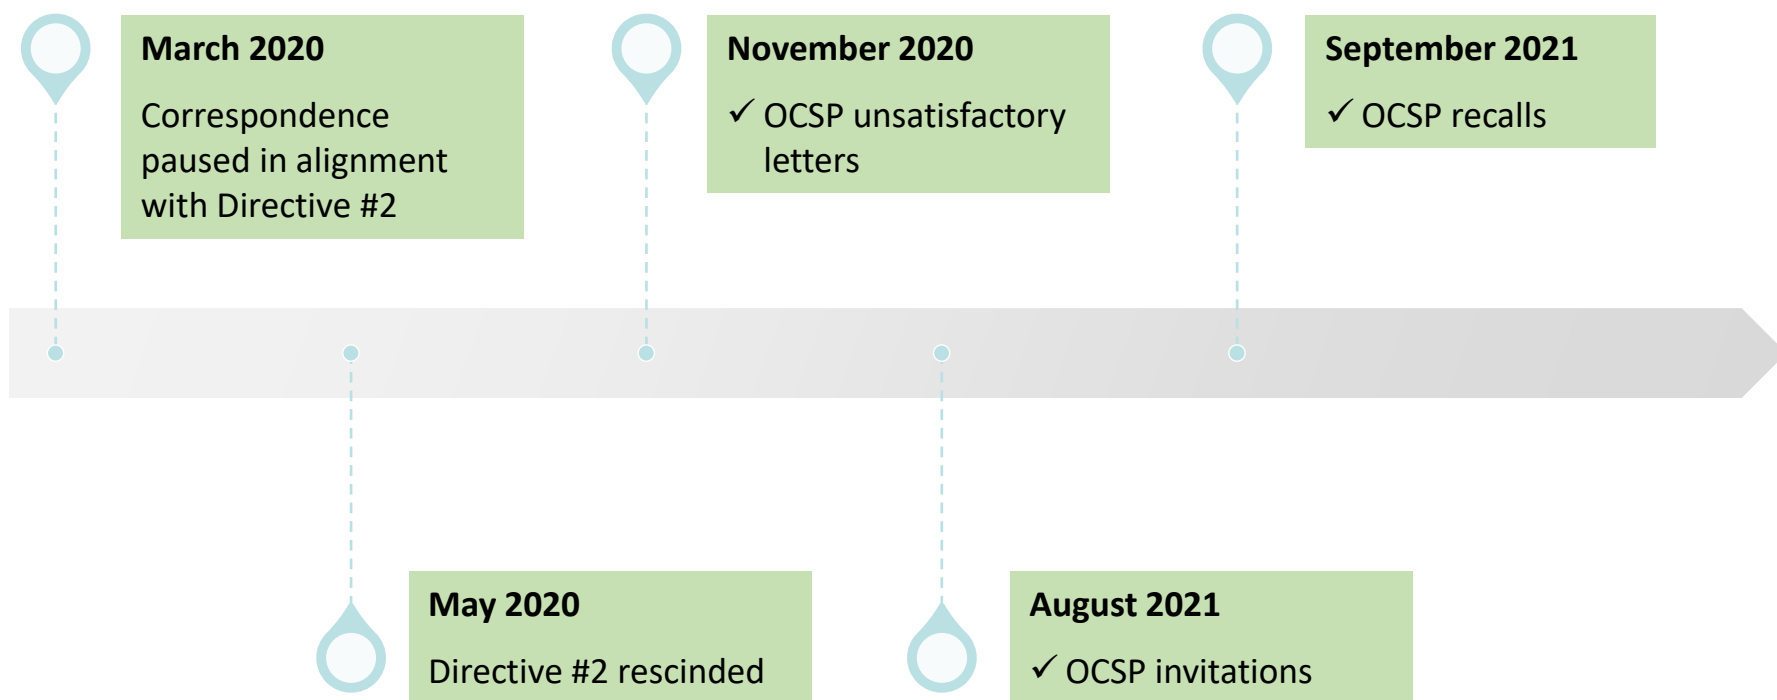 March 2020
Correspondence
paused in alignment
with Directive #2
May 2020
Directive #2 rescinded
November 2020
✓ OCSP unsatisfactory
letters
August 2021
✓ OCSP invitations
September 2021
✓ OCSP recalls